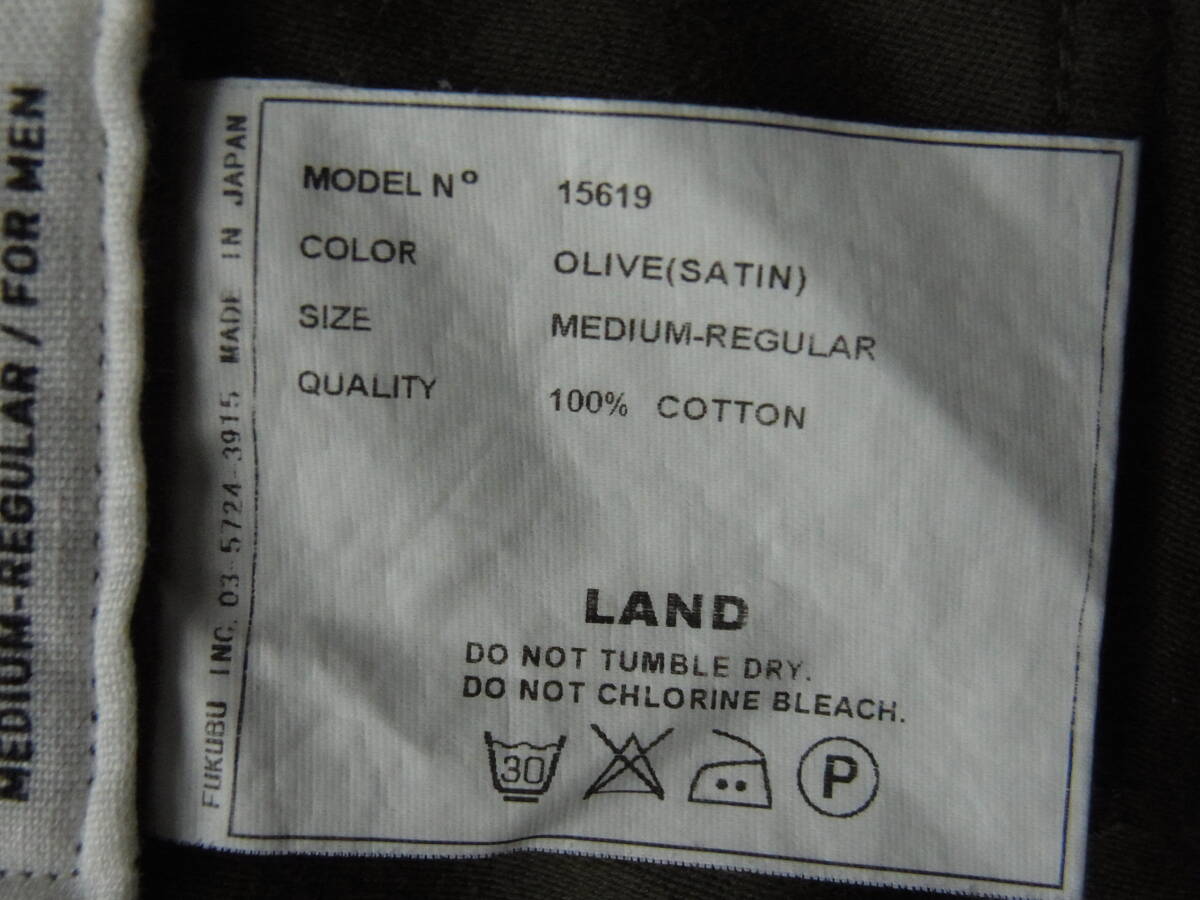 MEDIUM-REGULAR / FOR MEN
FUKUBU INC. 03-5724-3915 MADE IN JAPAN
MODEL Nº 15619
COLOR OLIVE(SATIN)
SIZE MEDIUM-REGULAR
QUALITY 100% COTTON
LAND
DO NOT TUMBLE DRY.
DO NOT CHLORINE BLEACH.
30 P